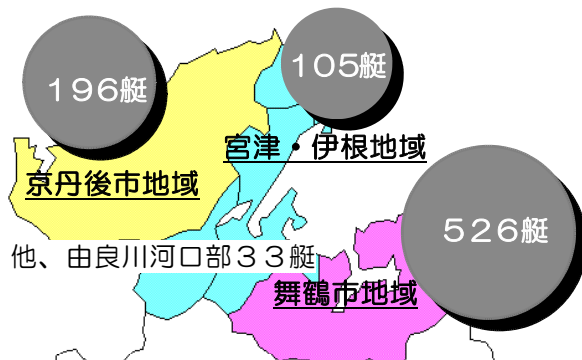 １９６艇
１０５艇
宮津・伊根地域
京丹後市地域
５２６艇
他、由良川河口部３３艇
舞鶴市地域